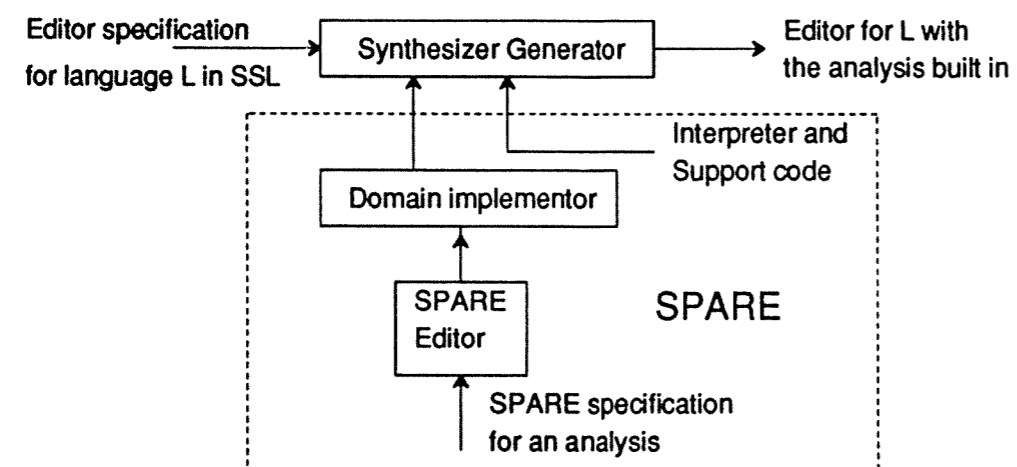 Editor specification
for language L in SSL
Synthesizer Generator
Editor for L with
the analysis built in
Interpreter and
Support code
Domain implementor
SPARE
Editor
SPARE
SPARE specification
for an analysis